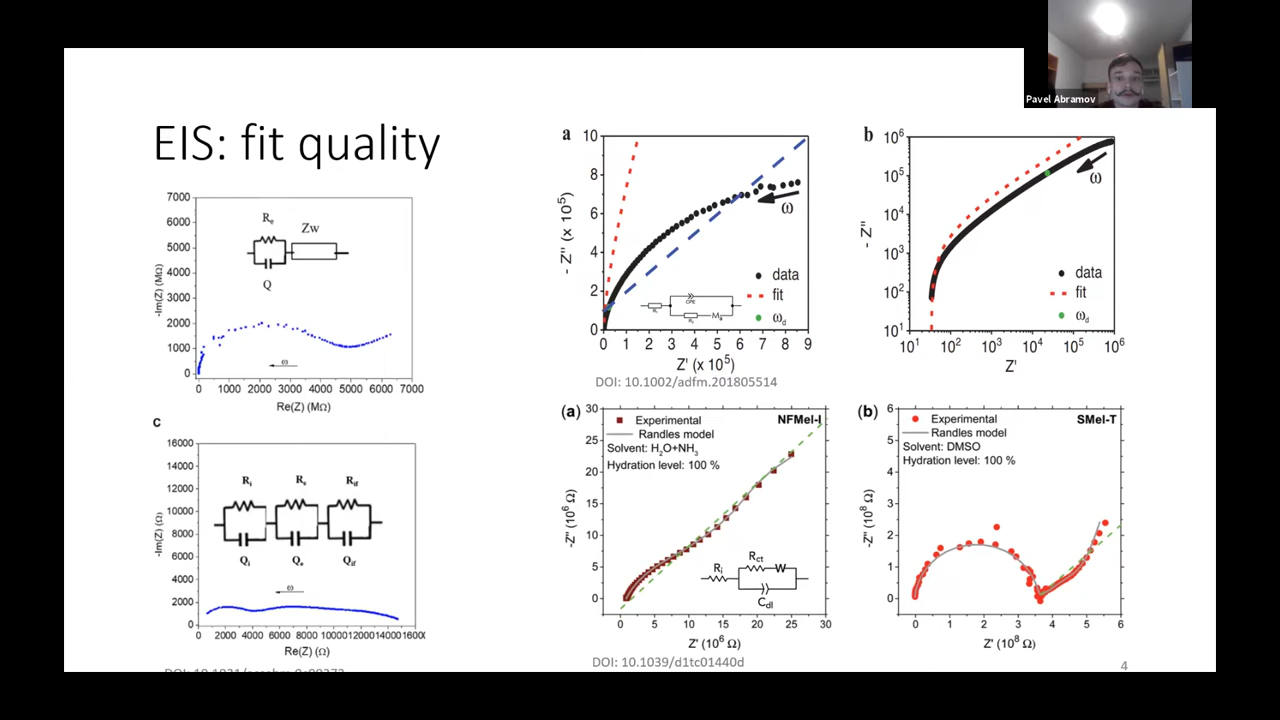 Pavel Abramov
EIS: fit quality
7000
6000
5000
4000
3000
2000
1000
0
-Im(Z) (MΩ)
Re
Zw
Q
ω
0 1000 2000 3000 4000 5000 6000 7000
Re(Z) (MΩ)
c
16000
14000
12000
10000
8000
6000
4000
2000
0
-Im(Z) (Ω)
Ri Re Rif
Qi Qe Qif
ω
0 2000 4000 6000 8000 10000 12000 14000 1600
Re(Z) (Ω)
a
10
8
6
4
2
0
- Z'' (x 10⁵)
ω
data
fit
ωd
CPE
0 1 2 3 4 5 6 7 8 9
Z' (x 10⁵)
DOI: 10.1002/adfm.201805514
b
10⁶
10⁵
10⁴
10³
10²
10¹
- Z''
ω
data
fit
ωd
10¹ 10² 10³ 10⁴ 10⁵ 10⁶
Z'
(a)
30
25
20
15
10
5
0
-Z'' (10⁶ Ω)
Experimental NFMel-I
Randles model
Solvent: H₂O+NH₃
Hydration level: 100 %
Ri
Rct
W
Cdl
0 5 10 15 20 25 30
Z' (10⁶ Ω)
DOI: 10.1039/d1tc01440d
(b)
6
5
4
3
2
1
0
-Z'' (10⁸ Ω)
Experimental SMel-T
Randles model
Solvent: DMSO
Hydration level: 100 %
0 1 2 3 4 5 6
Z' (10⁸ Ω)
4